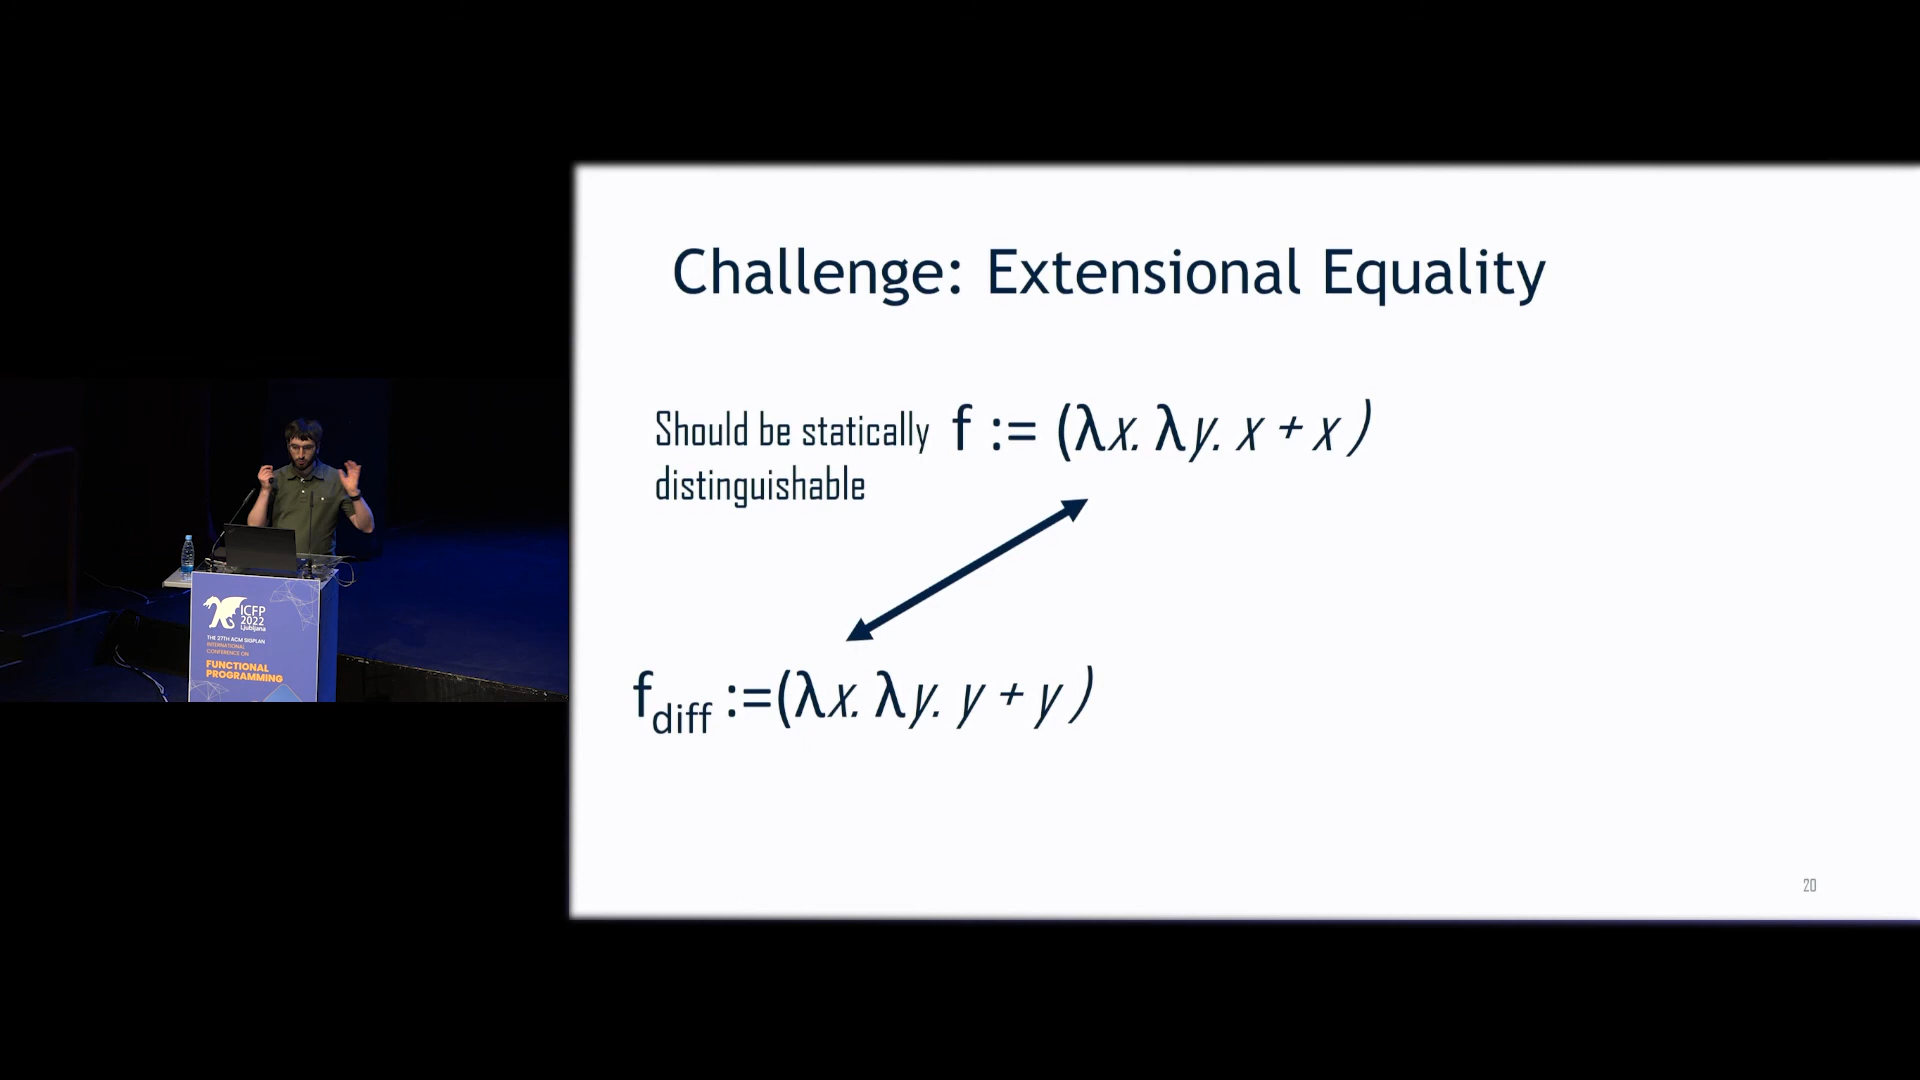 Challenge: Extensional Equality
Should be statically
distinguishable
f := (λx. λy. x + x )
f_diff :=(λx. λy. y + y )
20
ICFP
2022
Ljubljana
THE 27TH ACM SIGPLAN
INTERNATIONAL
CONFERENCE ON
FUNCTIONAL
PROGRAMMING